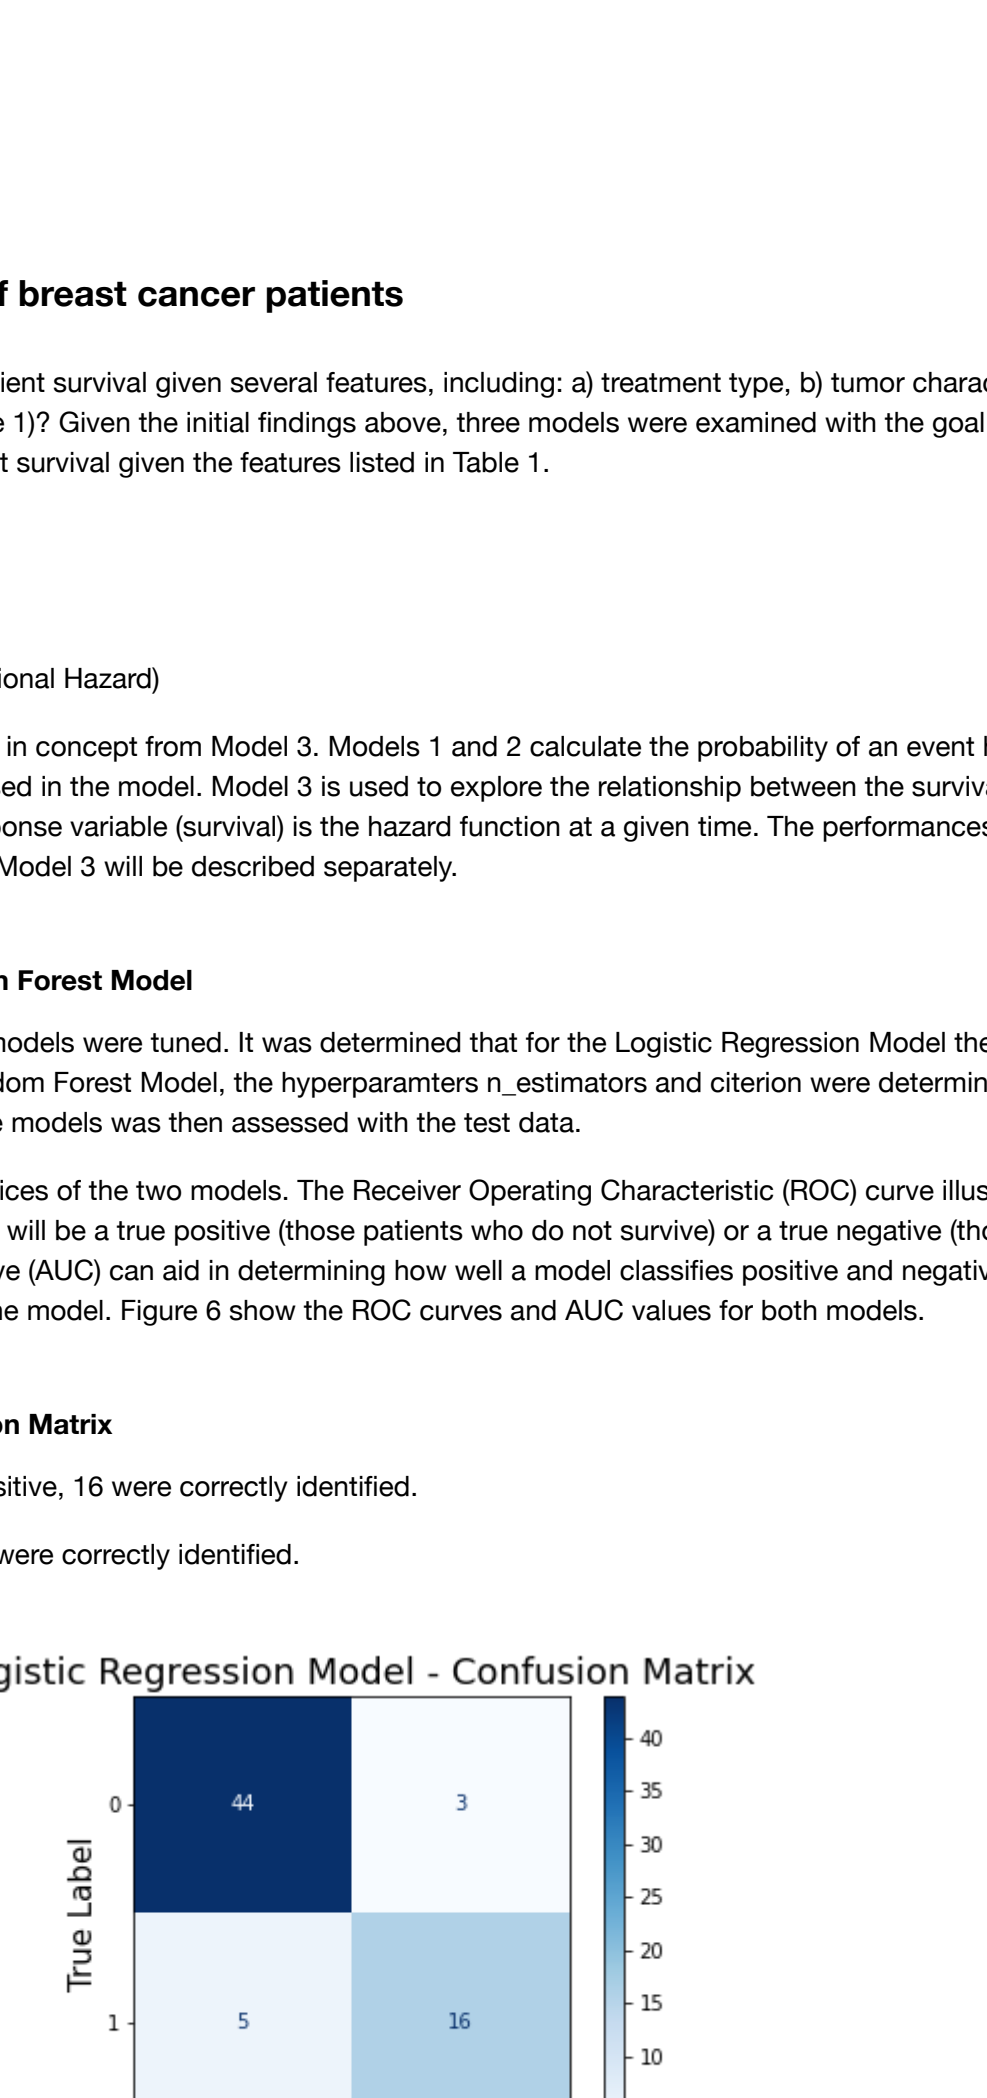 f breast cancer patients
ient survival given several features, including: a) treatment type, b) tumor charac
e 1)? Given the initial findings above, three models were examined with the goal
t survival given the features listed in Table 1.
ional Hazard)
in concept from Model 3. Models 1 and 2 calculate the probability of an event h
sed in the model. Model 3 is used to explore the relationship between the surviva
onse variable (survival) is the hazard function at a given time. The performances
Model 3 will be described separately.
m Forest Model
models were tuned. It was determined that for the Logistic Regression Model the
dom Forest Model, the hyperparamters n_estimators and citerion were determin
e models was then assessed with the test data.
ices of the two models. The Receiver Operating Characteristic (ROC) curve illus
will be a true positive (those patients who do not survive) or a true negative (tho
ve (AUC) can aid in determining how well a model classifies positive and negativ
he model. Figure 6 show the ROC curves and AUC values for both models.
on Matrix
sitive, 16 were correctly identified.
were correctly identified.
gistic Regression Model - Confusion Matrix
40
0 44 3
35
30
True Label
25
20
15
1 5 16
10